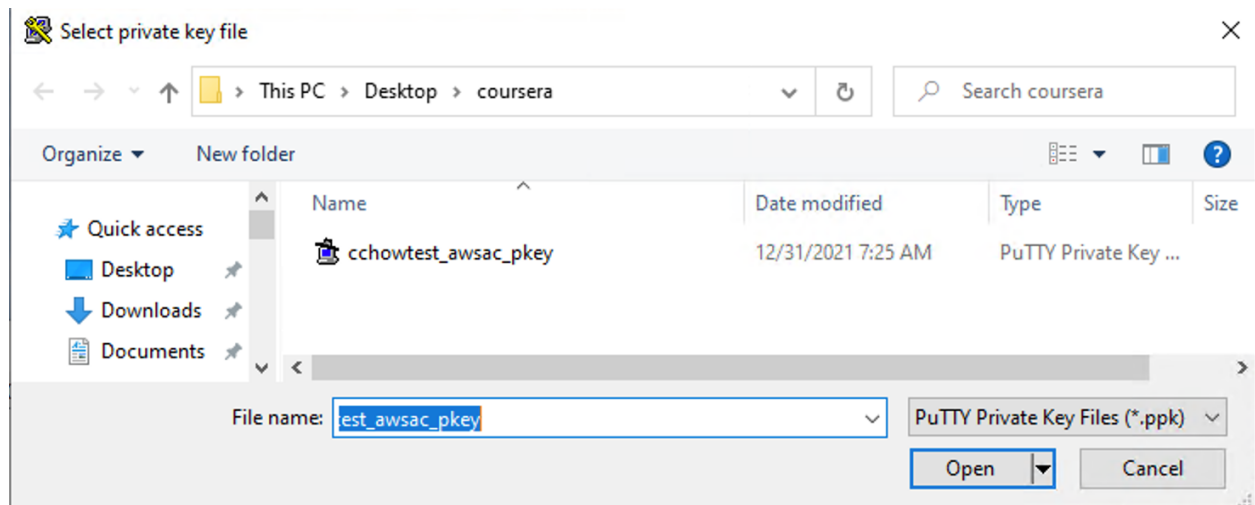 Select private key file
This PC > Desktop > coursera
Search coursera
Organize
New folder
?
Name
Date modified
Type
Size
Quick access
Desktop
Downloads
Documents
cchowtest_awsac_pkey
12/31/2021 7:25 AM
PuTTY Private Key ...
File name:
est_awsac_pkey
PuTTY Private Key Files (*.ppk)
Open
Cancel